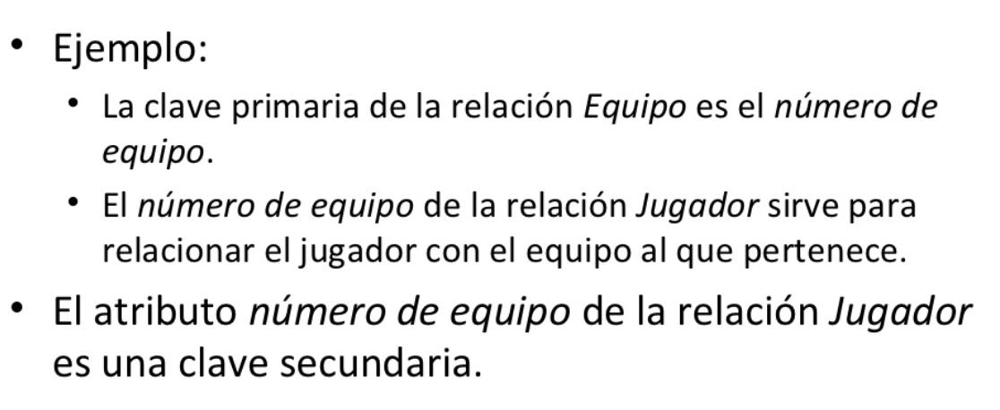 • Ejemplo:
• La clave primaria de la relación Equipo es el número de
equipo.
• El número de equipo de la relación Jugador sirve para
relacionar el jugador con el equipo al que pertenece.
• El atributo número de equipo de la relación Jugador
es una clave secundaria.